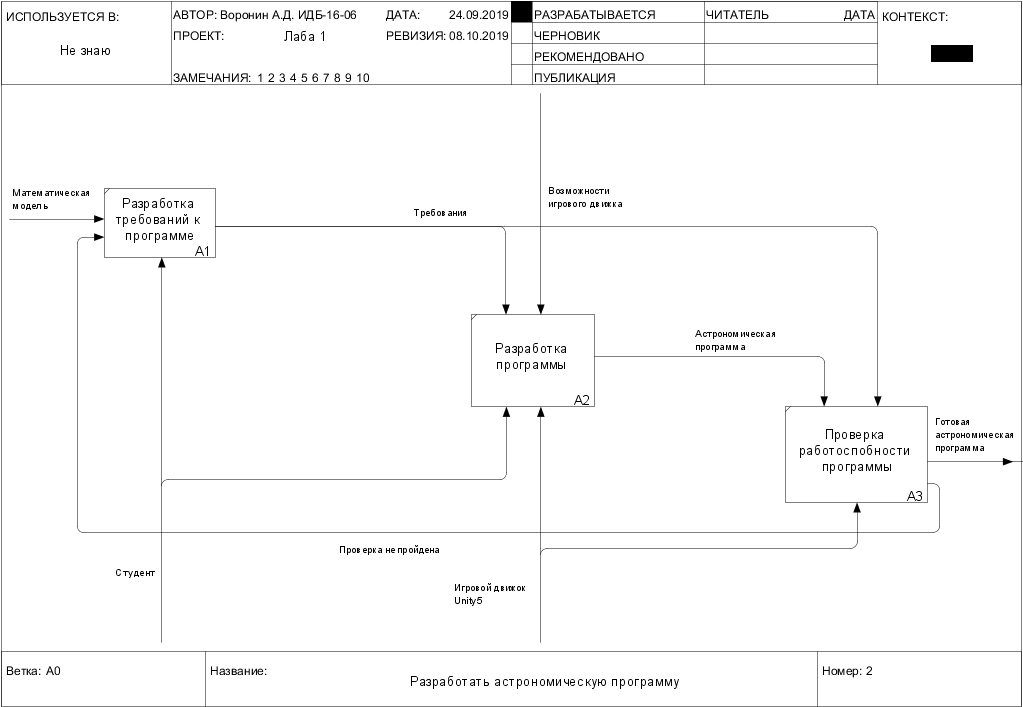 ИСПОЛЬЗУЕТСЯ В:
Не знаю
АВТОР: Воронин А.Д. ИДБ-16-06
ДАТА: 24.09.2019
ПРОЕКТ: Лаба 1
РЕВИЗИЯ: 08.10.2019
ЗАМЕЧАНИЯ: 1 2 3 4 5 6 7 8 9 10
РАЗРАБАТЫВАЕТСЯ
ЧЕРНОВИК
РЕКОМЕНДОВАНО
ПУБЛИКАЦИЯ
ЧИТАТЕЛЬ ДАТА
КОНТЕКСТ:
Математическая
модель
Разработка
требований к
программе
A1
Требования
Возможности
игрового движка
Разработка
программы
A2
Астрономическая
программа
Проверка
работоспобности
программы
A3
Готовая
астрономическая
программа
Проверка не пройдена
Студент
Игровой движок
Unity5
Ветка: A0
Название:
Разработать астрономическую программу
Номер: 2